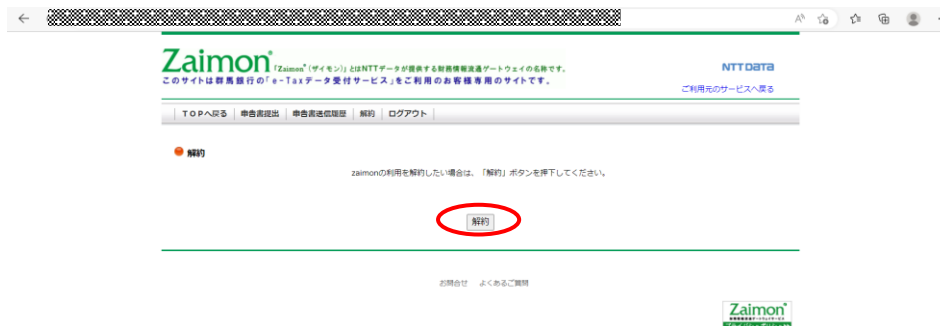 Zaimon®
「Zaimon®(ザイモン)」とはNTTデータが提供する財務情報流通ゲートウェイの名称です。
このサイトは群馬銀行の「e-Taxデータ受付サービス」をご利用のお客様専用のサイトです。
NTT DATA
ご利用元のサービスへ戻る
TOPへ戻る 申告書提出 申告書送信履歴 解約 ログアウト
解約
zaimonの利用を解約したい場合は、「解約」ボタンを押下してください。
解約
お問合せ よくあるご質問
Zaimon®